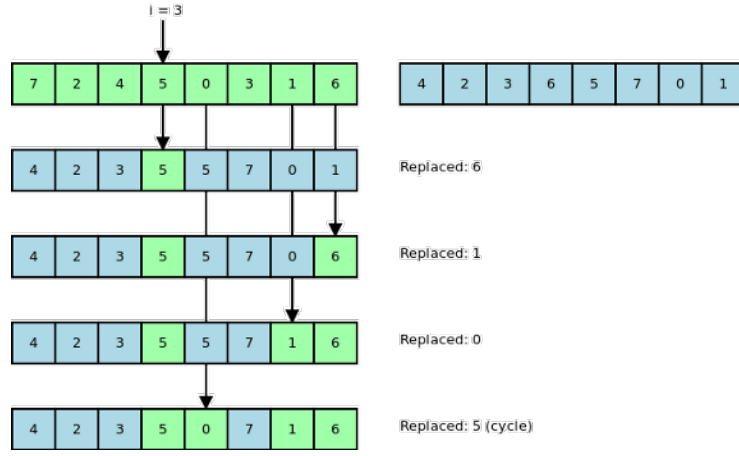 i = 3
7 2 4 5 0 3 1 6 4 2 3 6 5 7 0 1
4 2 3 5 5 7 0 1 Replaced: 6
4 2 3 5 5 7 0 6 Replaced: 1
4 2 3 5 5 7 1 6 Replaced: 0
4 2 3 5 0 7 1 6 Replaced: 5 (cycle)